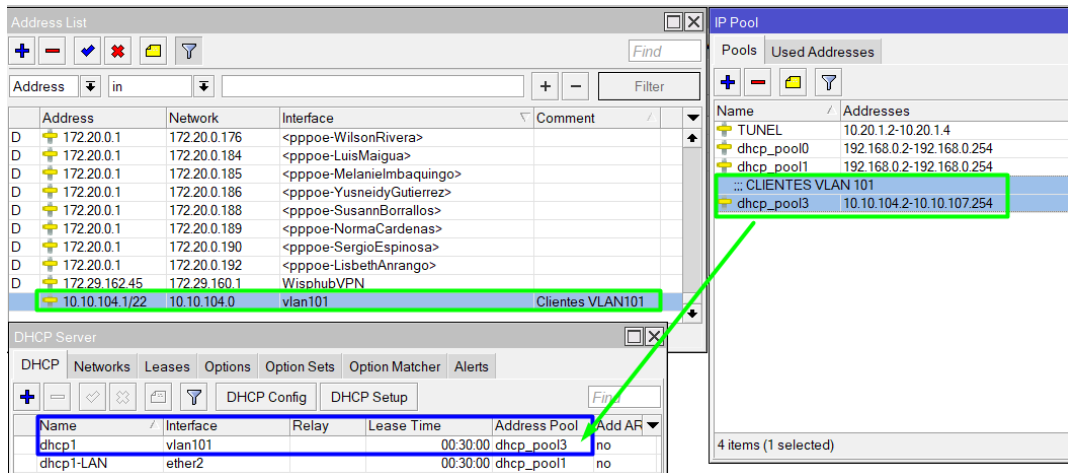 Address List
Find
Address in Filter
Address Network Interface Comment
D 172.20.0.1 172.20.0.176 <pppoe-WilsonRivera>
D 172.20.0.1 172.20.0.184 <pppoe-LuisMaigua>
D 172.20.0.1 172.20.0.185 <pppoe-MelanieImbaquingo>
D 172.20.0.1 172.20.0.186 <pppoe-YusneidyGutierrez>
D 172.20.0.1 172.20.0.188 <pppoe-SusannBorrallos>
D 172.20.0.1 172.20.0.189 <pppoe-NormaCardenas>
D 172.20.0.1 172.20.0.190 <pppoe-SergioEspinosa>
D 172.20.0.1 172.20.0.192 <pppoe-LisbethAnrango>
D 172.29.162.45 172.29.160.1 WisphubVPN
10.10.104.1/22 10.10.104.0 vlan101 Clientes VLAN101
DHCP Server
DHCP Networks Leases Options Option Sets Option Matcher Alerts
DHCP Config DHCP Setup Find
Name Interface Relay Lease Time Address Pool Add AR
dhcp1 vlan101 00:30:00 dhcp_pool3 no
dhcp1-LAN ether2 00:30:00 dhcp_pool1 no
IP Pool
Pools Used Addresses
Name Addresses
TUNEL 10.20.1.2-10.20.1.4
dhcp_pool0 192.168.0.2-192.168.0.254
dhcp_pool1 192.168.0.2-192.168.0.254
;;; CLIENTES VLAN 101
dhcp_pool3 10.10.104.2-10.10.107.254
4 items (1 selected)